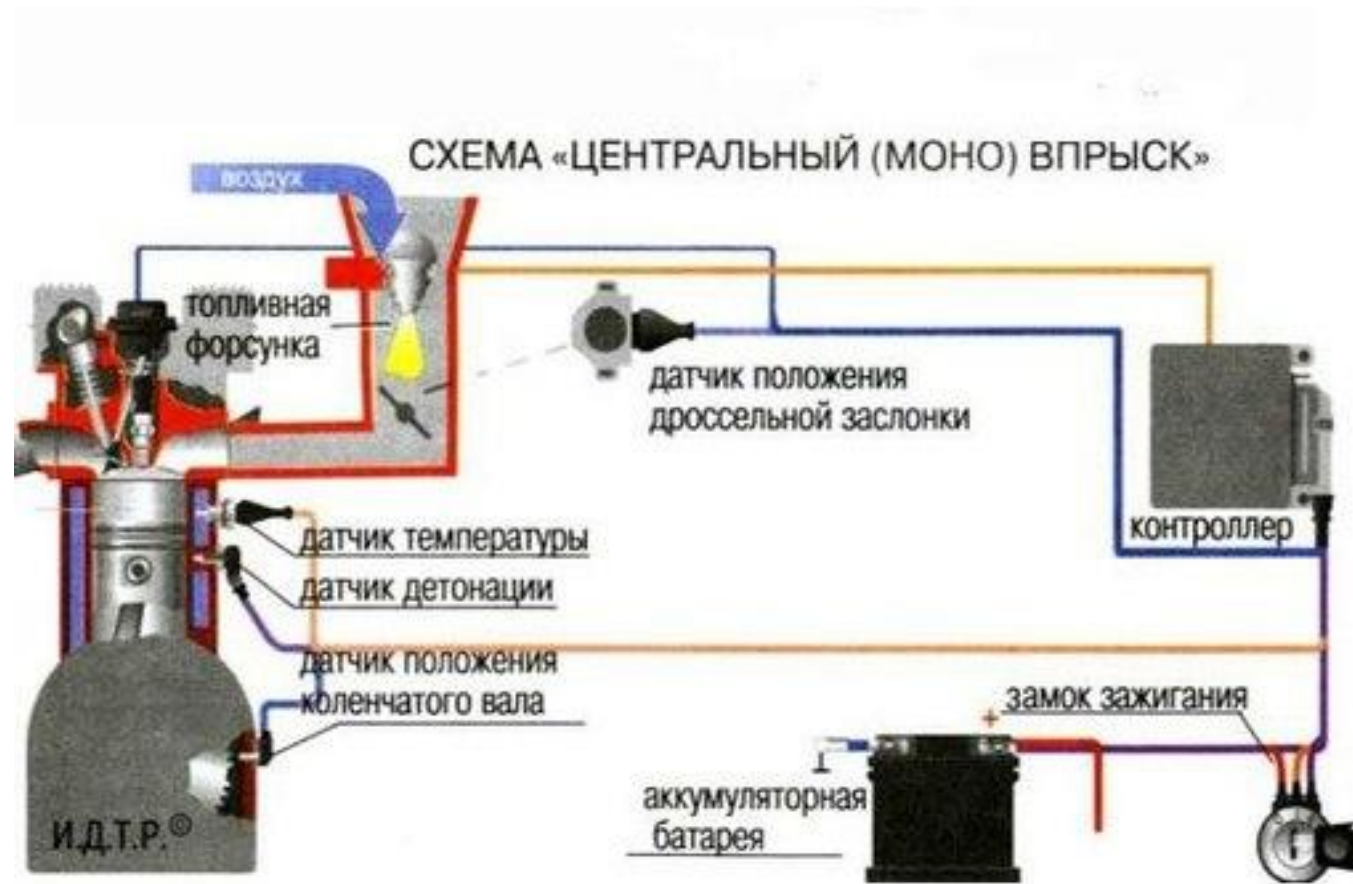 СХЕМА «ЦЕНТРАЛЬНЫЙ (МОНО) ВПРЫСК»
воздух
топливная
форсунка
датчик положения
дроссельной заслонки
контроллер
датчик температуры
датчик детонации
датчик положения
коленчатого вала
замок зажигания
+
аккумуляторная
батарея
И.Д.Т.Р.©